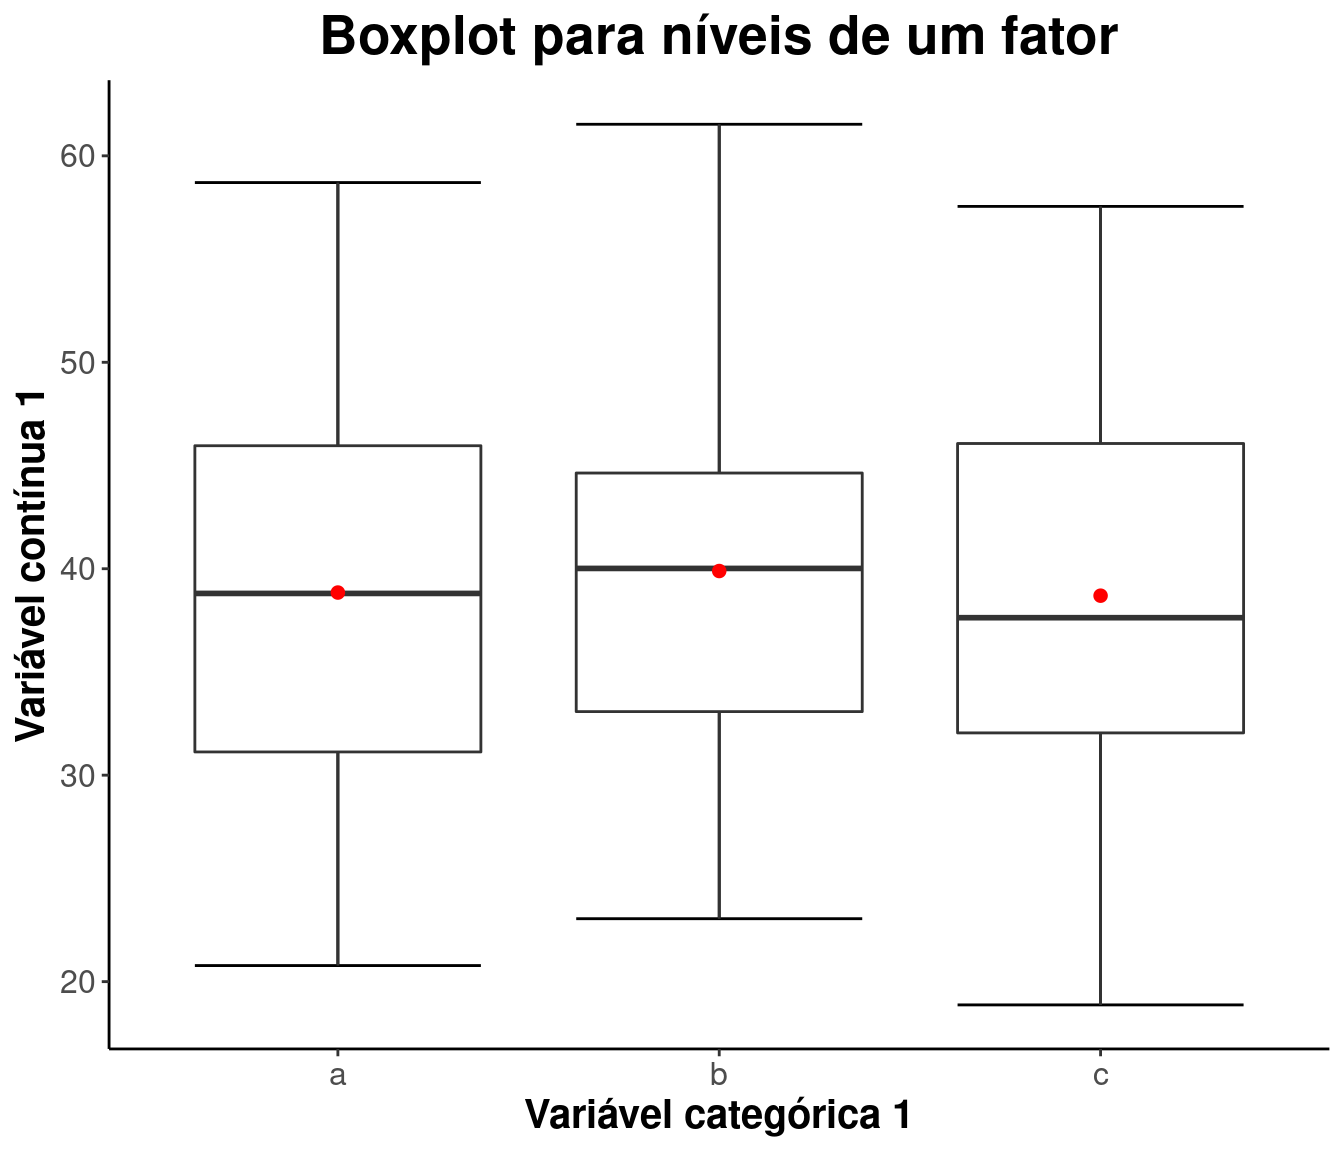 Boxplot para níveis de um fator
Variável contínua 1
60
50
40
30
20
a
b
c
Variável categórica 1